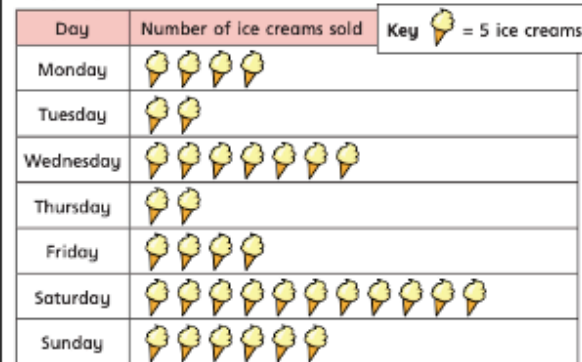 Day Number of ice creams sold Key = 5 ice creams
Monday
Tuesday
Wednesday
Thursday
Friday
Saturday
Sunday